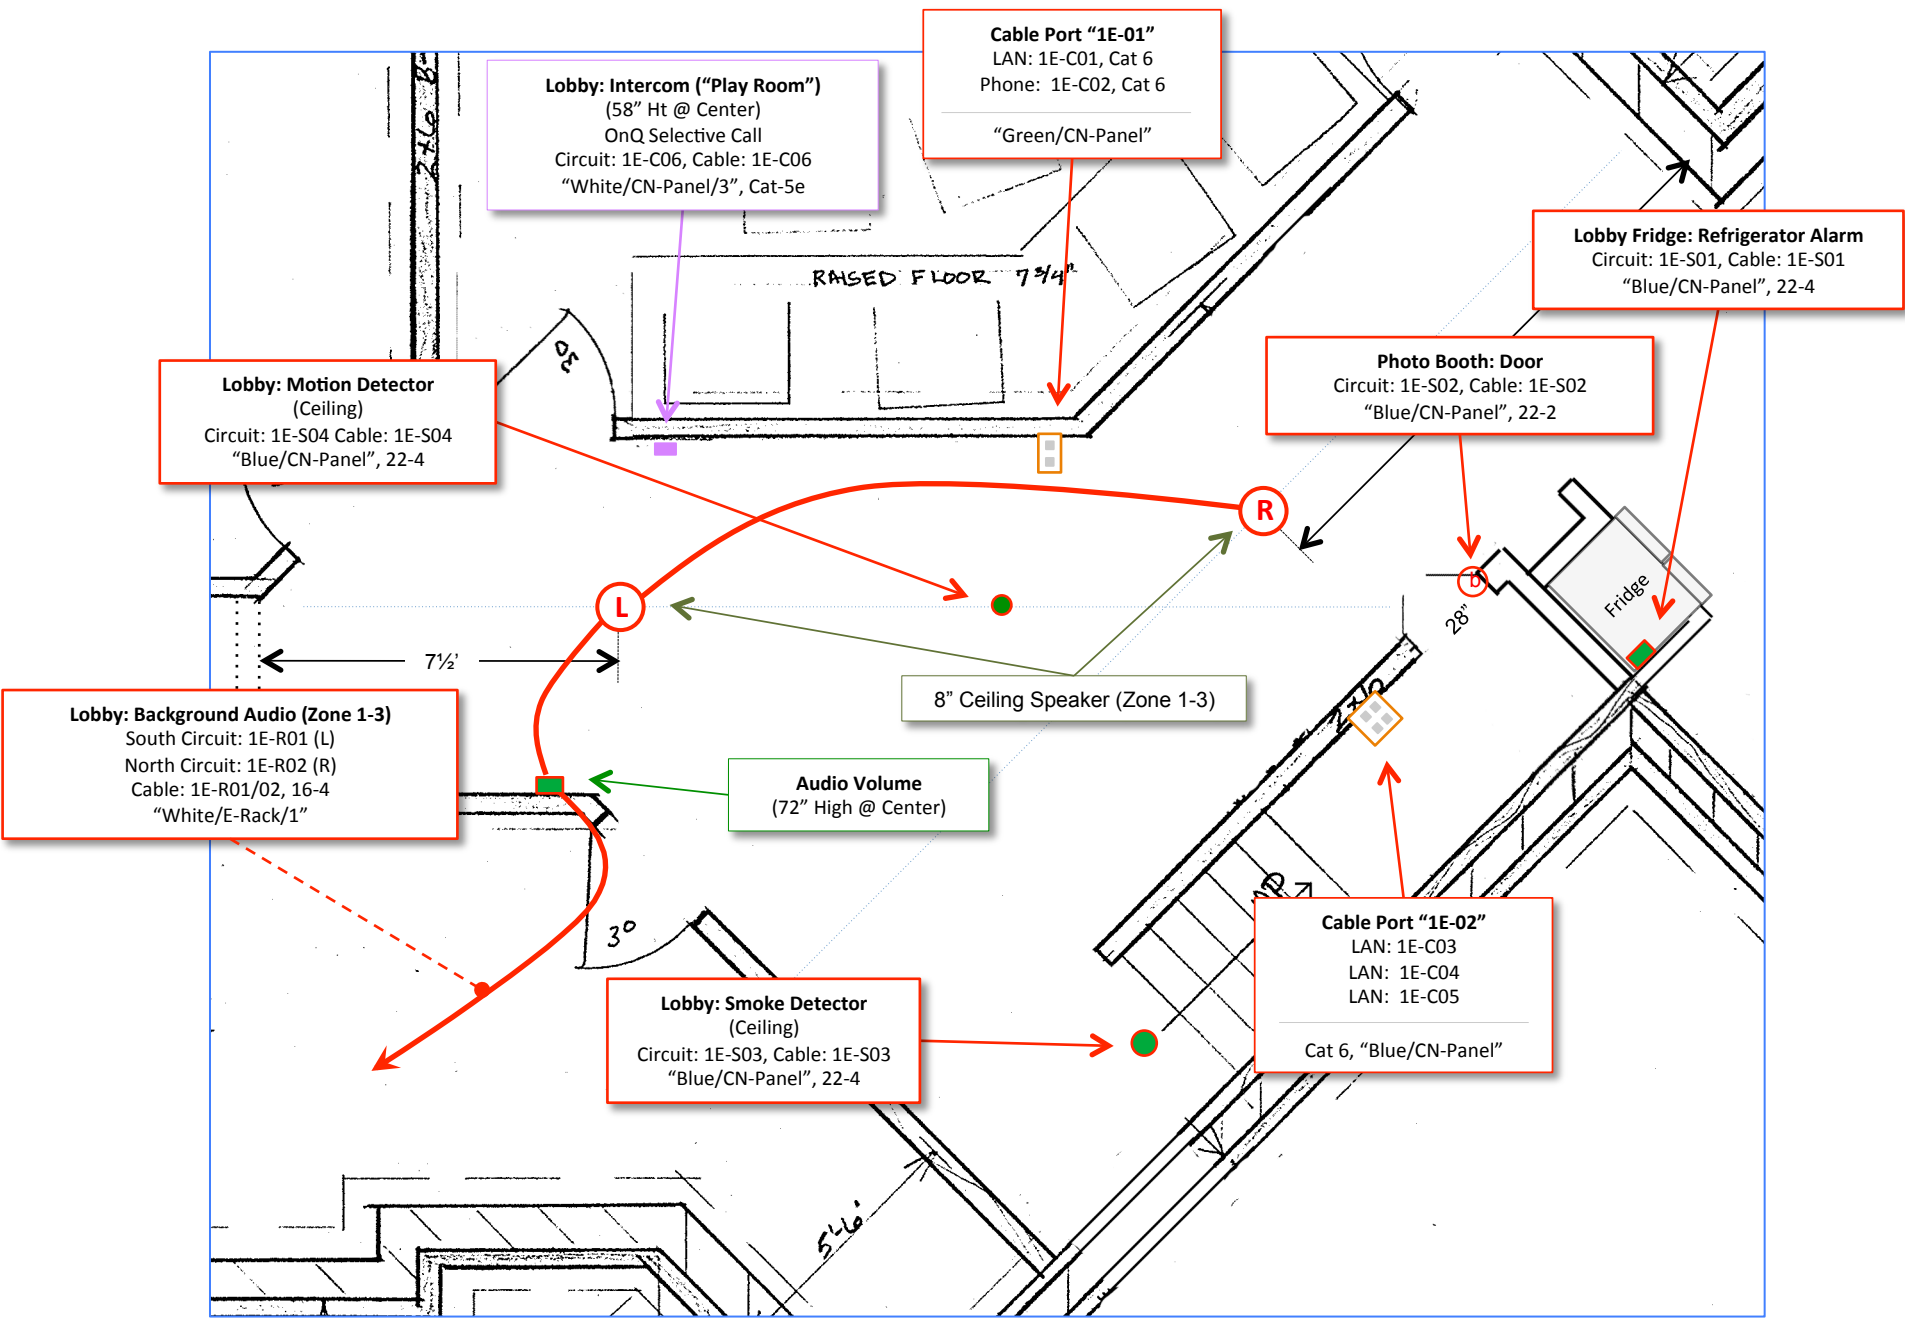 Cable Port “1E-01”
LAN: 1E-C01, Cat 6
Phone:  1E-C02, Cat 6
“Green/CN-Panel”
Lobby: Intercom (“Play Room”)
(58” Ht @ Center)
OnQ Selective Call
Circuit: 1E-C06, Cable: 1E-C06
“White/CN-Panel/3”, Cat-5e
2x6 B-
RAISED FLOOR 7 3/4"
Lobby Fridge: Refrigerator Alarm
Circuit: 1E-S01, Cable: 1E-S01
“Blue/CN-Panel”, 22-4
Photo Booth: Door
Circuit: 1E-S02, Cable: 1E-S02
“Blue/CN-Panel”, 22-2
Lobby: Motion Detector
(Ceiling)
Circuit: 1E-S04 Cable: 1E-S04
“Blue/CN-Panel”, 22-4
30
R
L
b
Fridge
28”
7½’
2x10
8” Ceiling Speaker (Zone 1-3)
Lobby: Background Audio (Zone 1-3)
South Circuit: 1E-R01 (L)
North Circuit: 1E-R02 (R)
Cable: 1E-R01/02, 16-4
“White/E-Rack/1”
Audio Volume
(72” High @ Center)
30
Cable Port “1E-02”
LAN: 1E-C03
LAN:  1E-C04
LAN:  1E-C05
Cat 6, “Blue/CN-Panel”
Lobby: Smoke Detector
(Ceiling)
Circuit: 1E-S03, Cable: 1E-S03
“Blue/CN-Panel”, 22-4
5'-6"